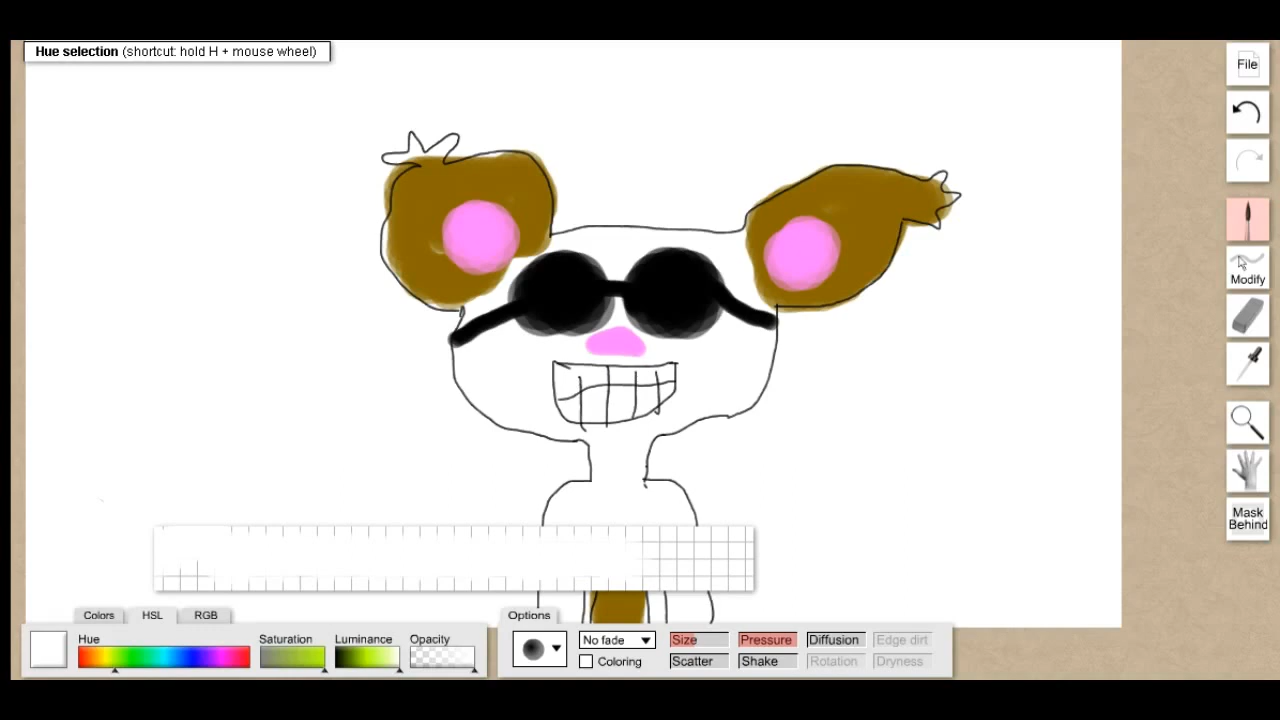 Hue selection (shortcut: hold H + mouse wheel)
File
Modify
Mask
Behind
Colors HSL RGB
Hue Saturation Luminance Opacity
Options
No fade Size Pressure Diffusion Edge dirt
Coloring Scatter Shake Rotation Dryness